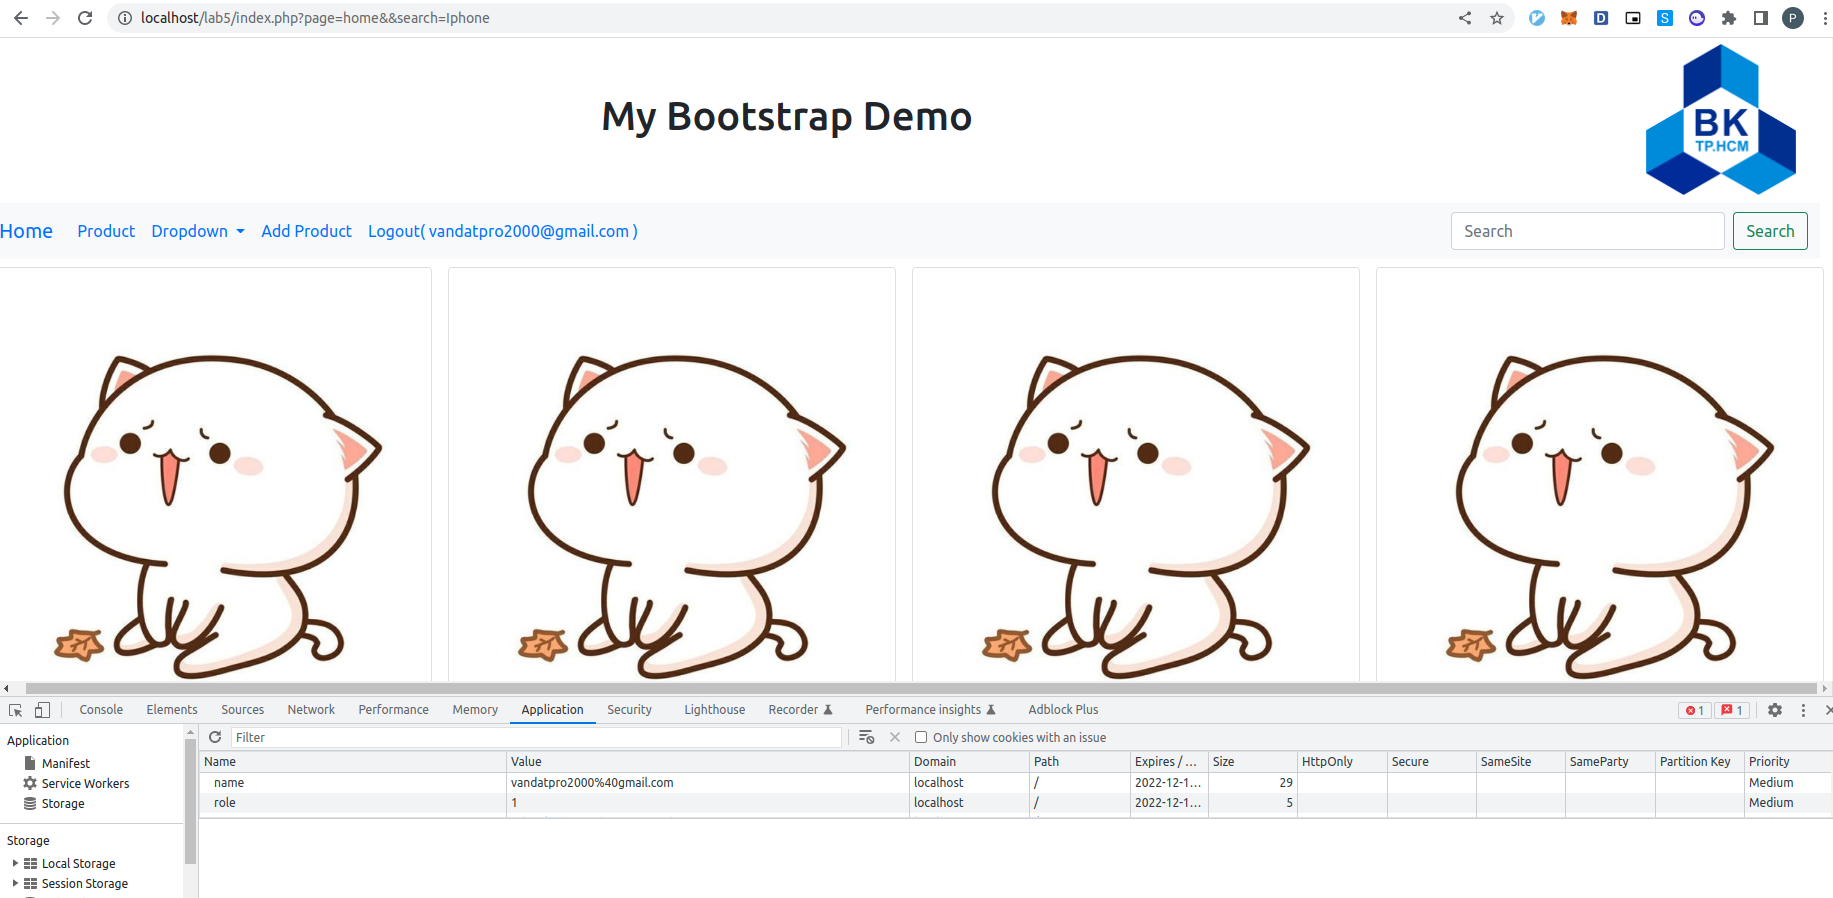 localhost/lab5/index.php?page=home&&search=Iphone
D
S
P
My Bootstrap Demo
BK
TP.HCM
Home Product Dropdown Add Product Logout( vandatpro2000@gmail.com ) Search Search
Console Elements Sources Network Performance Memory Application Security Lighthouse Recorder Performance insights Adblock Plus 1 1
Application
Manifest
Service Workers
Storage
Storage
Local Storage
Session Storage
Filter Only show cookies with an issue
Name Value Domain Path Expires / ... Size HttpOnly Secure SameSite SameParty Partition Key Priority
name vandatpro2000%40gmail.com localhost / 2022-12-1... 29 Medium
role 1 localhost / 2022-12-1... 5 Medium